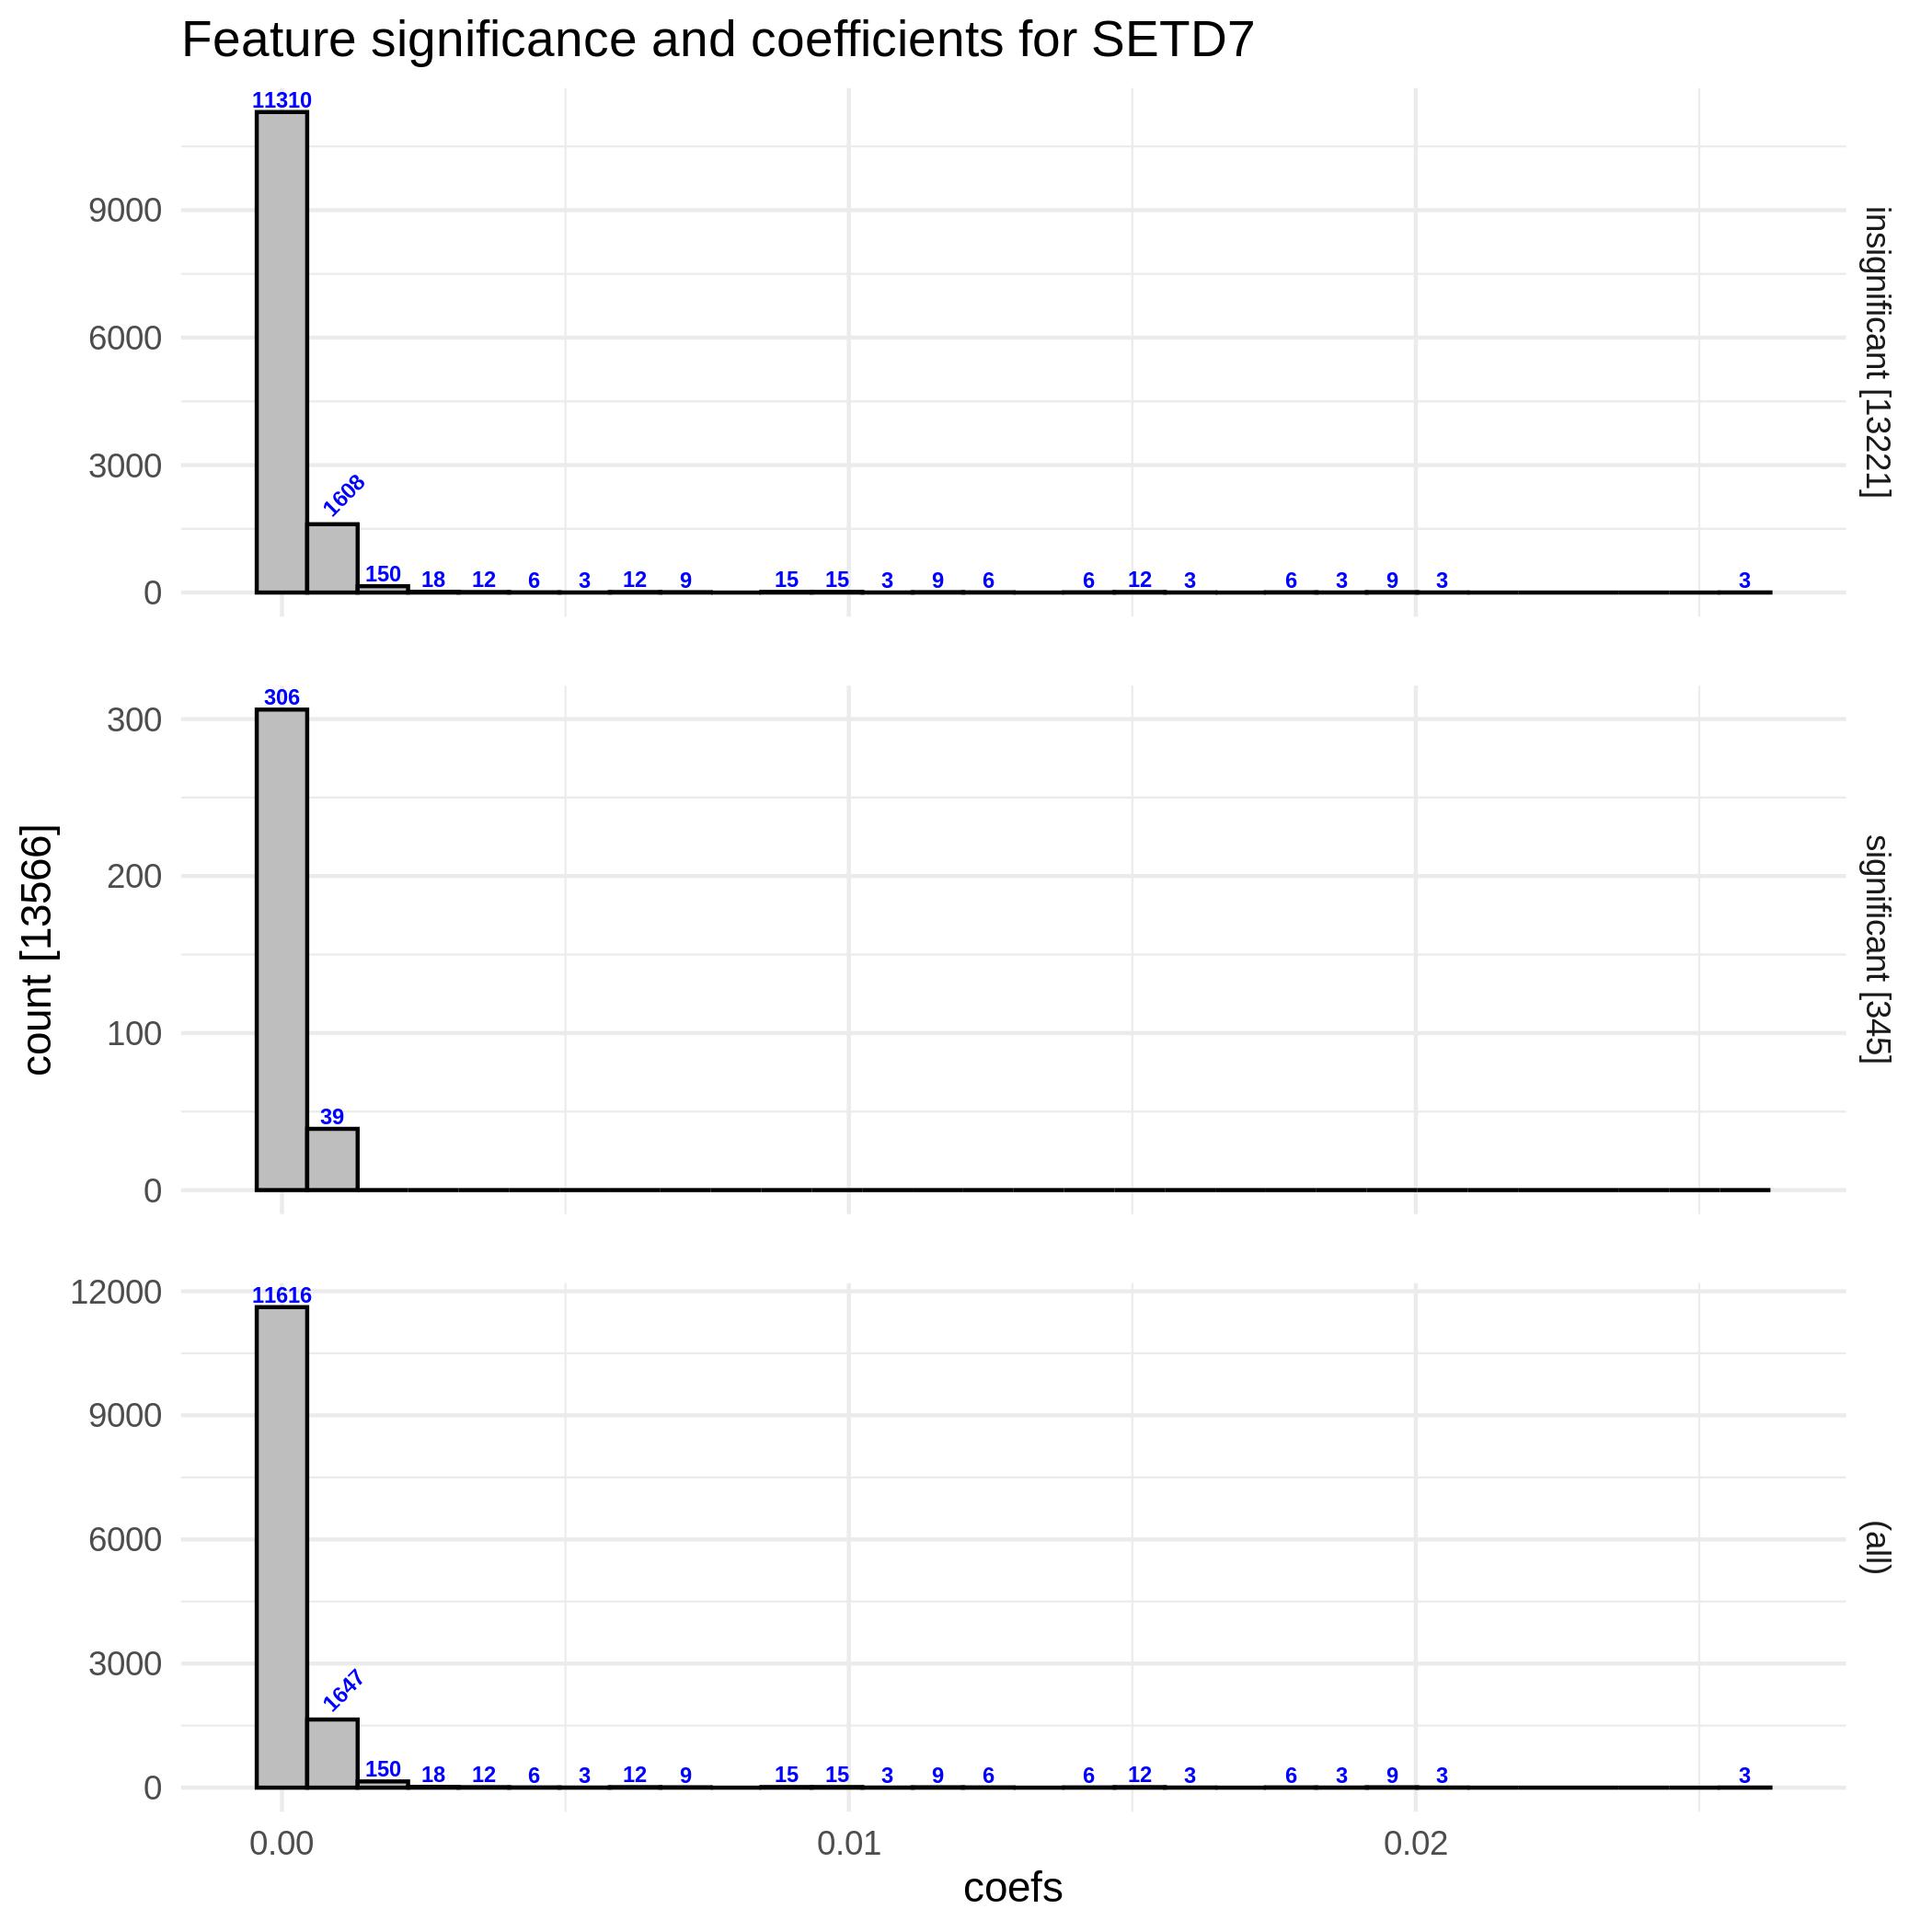 Feature significance and coefficients for SETD7
11310
9000
6000
3000
0
1608
150 18 12 6 3 12 9 15 15 3 9 6 6 12 3 6 3 9 3 3
insignificant [13221]
count [13566]
306
300
200
100
0
39
significant [345]
12000
11616
9000
6000
3000
0
1647
150 18 12 6 3 12 9 15 15 3 9 6 6 12 3 6 3 9 3 3
(all)
0.00 0.01 0.02
coefs